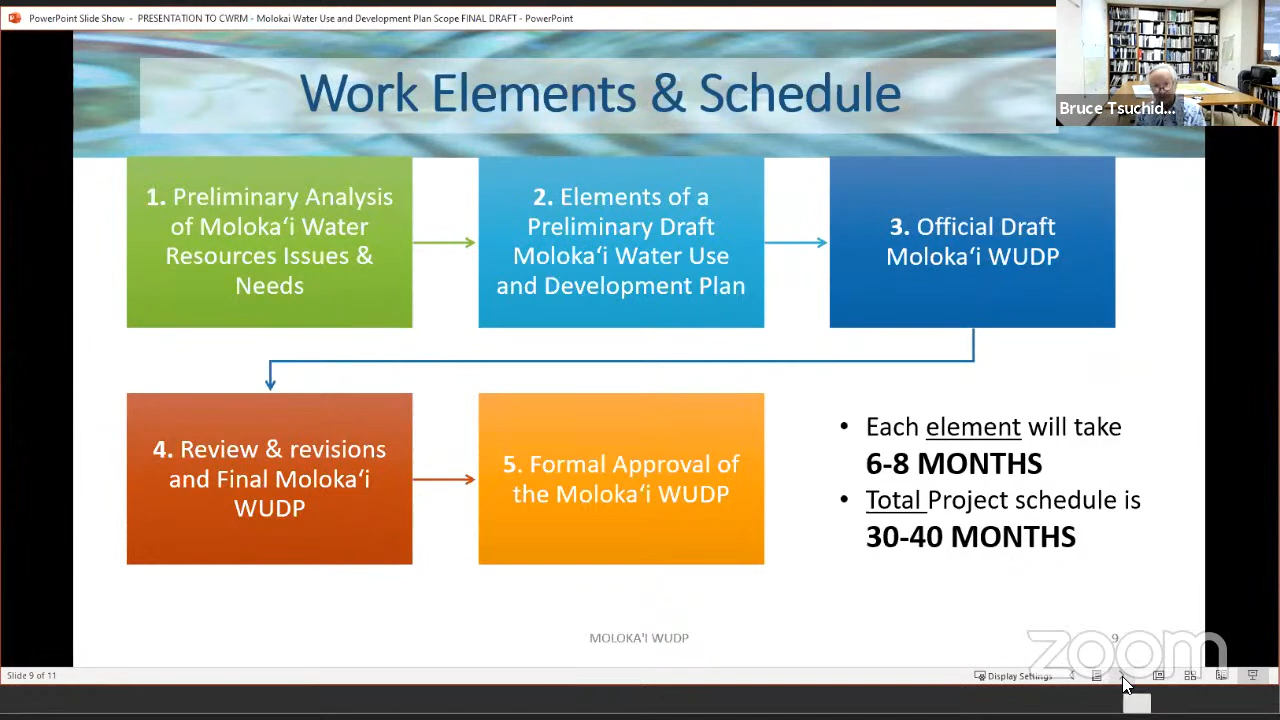 PowerPoint Slide Show - PRESENTATION TO CWRM - Molokai Water Use and Development Plan Scope FINAL DRAFT - PowerPoint
Work Elements & Schedule
Bruce Tsuchid...
1. Preliminary Analysis
of Molokaʻi Water
Resources Issues &
Needs
2. Elements of a
Preliminary Draft
Molokaʻi Water Use
and Development Plan
3. Official Draft
Molokaʻi WUDP
4. Review & revisions
and Final Molokaʻi
WUDP
5. Formal Approval of
the Molokaʻi WUDP
• Each element will take
6-8 MONTHS
• Total Project schedule is
30-40 MONTHS
MOLOKA'I WUDP
9
zoom
Slide 9 of 11
Display Settings